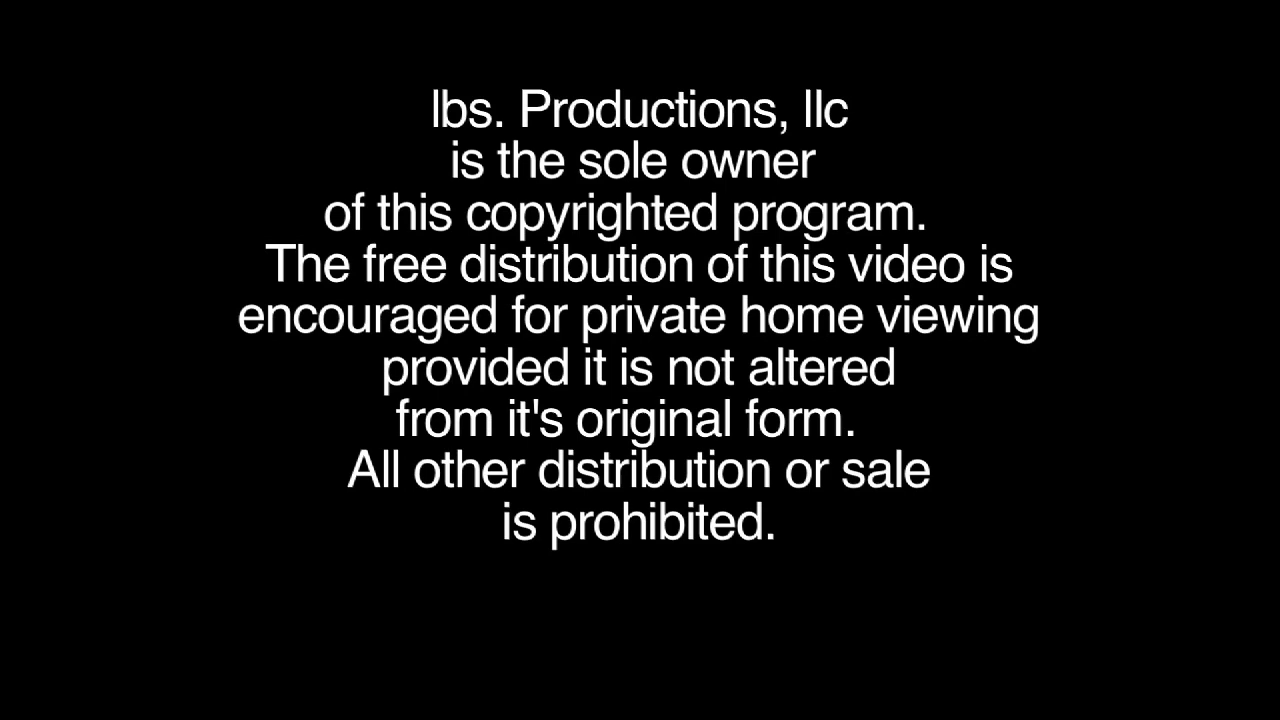 lbs. Productions, llc
is the sole owner
of this copyrighted program.
The free distribution of this video is
encouraged for private home viewing
provided it is not altered
from it's original form.
All other distribution or sale
is prohibited.